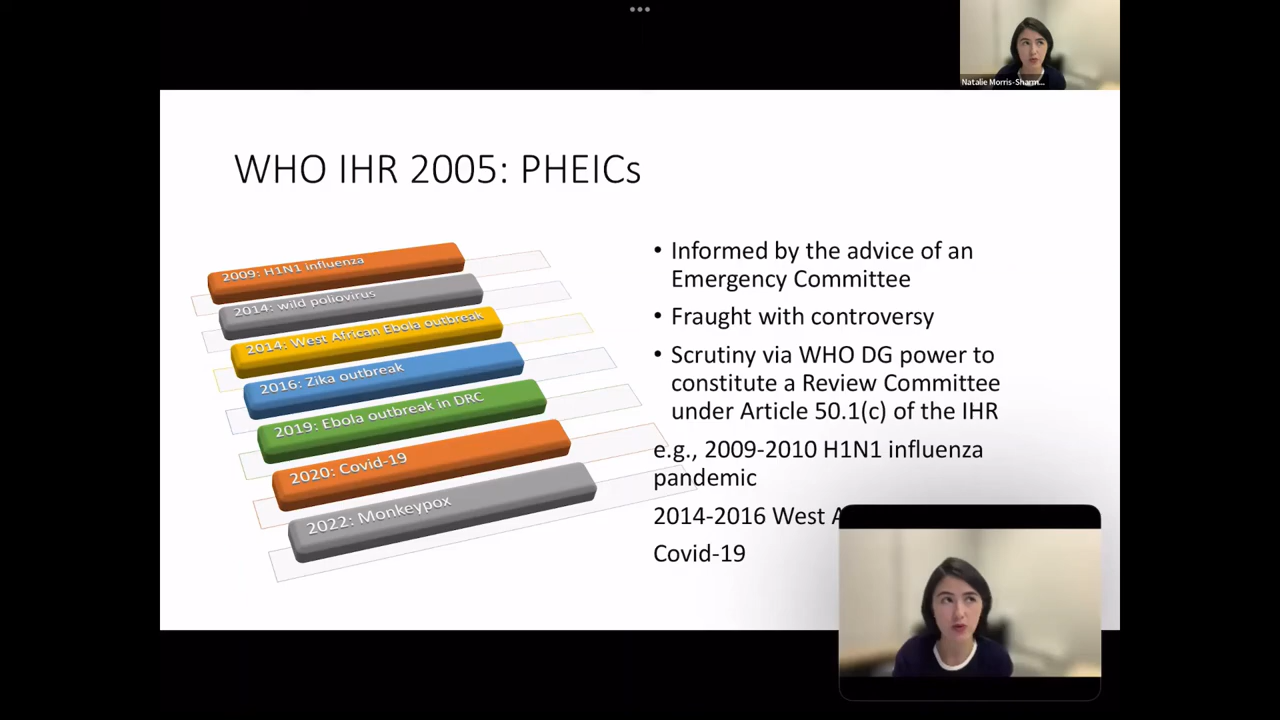 Natalie Morris-Sharm...
WHO IHR 2005: PHEICs
2009: H1N1 influenza
2014: wild poliovirus
2014: West African Ebola outbreak
2016: Zika outbreak
2019: Ebola outbreak in DRC
2020: Covid-19
2022: Monkeypox
• Informed by the advice of an
Emergency Committee
• Fraught with controversy
• Scrutiny via WHO DG power to
constitute a Review Committee
under Article 50.1(c) of the IHR
e.g., 2009-2010 H1N1 influenza
pandemic
2014-2016 West
Covid-19